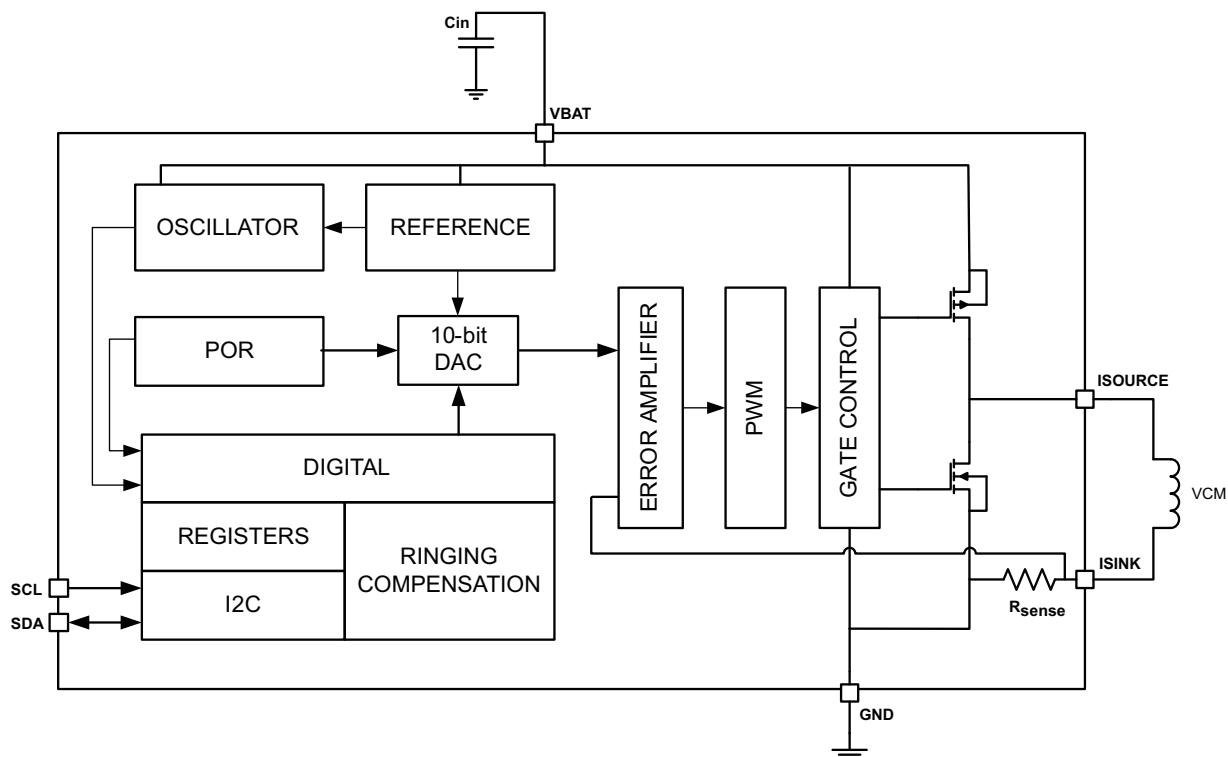 Cin
VBAT
OSCILLATOR
REFERENCE
POR
10-bit
DAC
ERROR AMPLIFIER
PWM
GATE CONTROL
ISOURCE
VCM
DIGITAL
REGISTERS
RINGING
COMPENSATION
I2C
SCL
SDA
ISINK
Rsense
GND